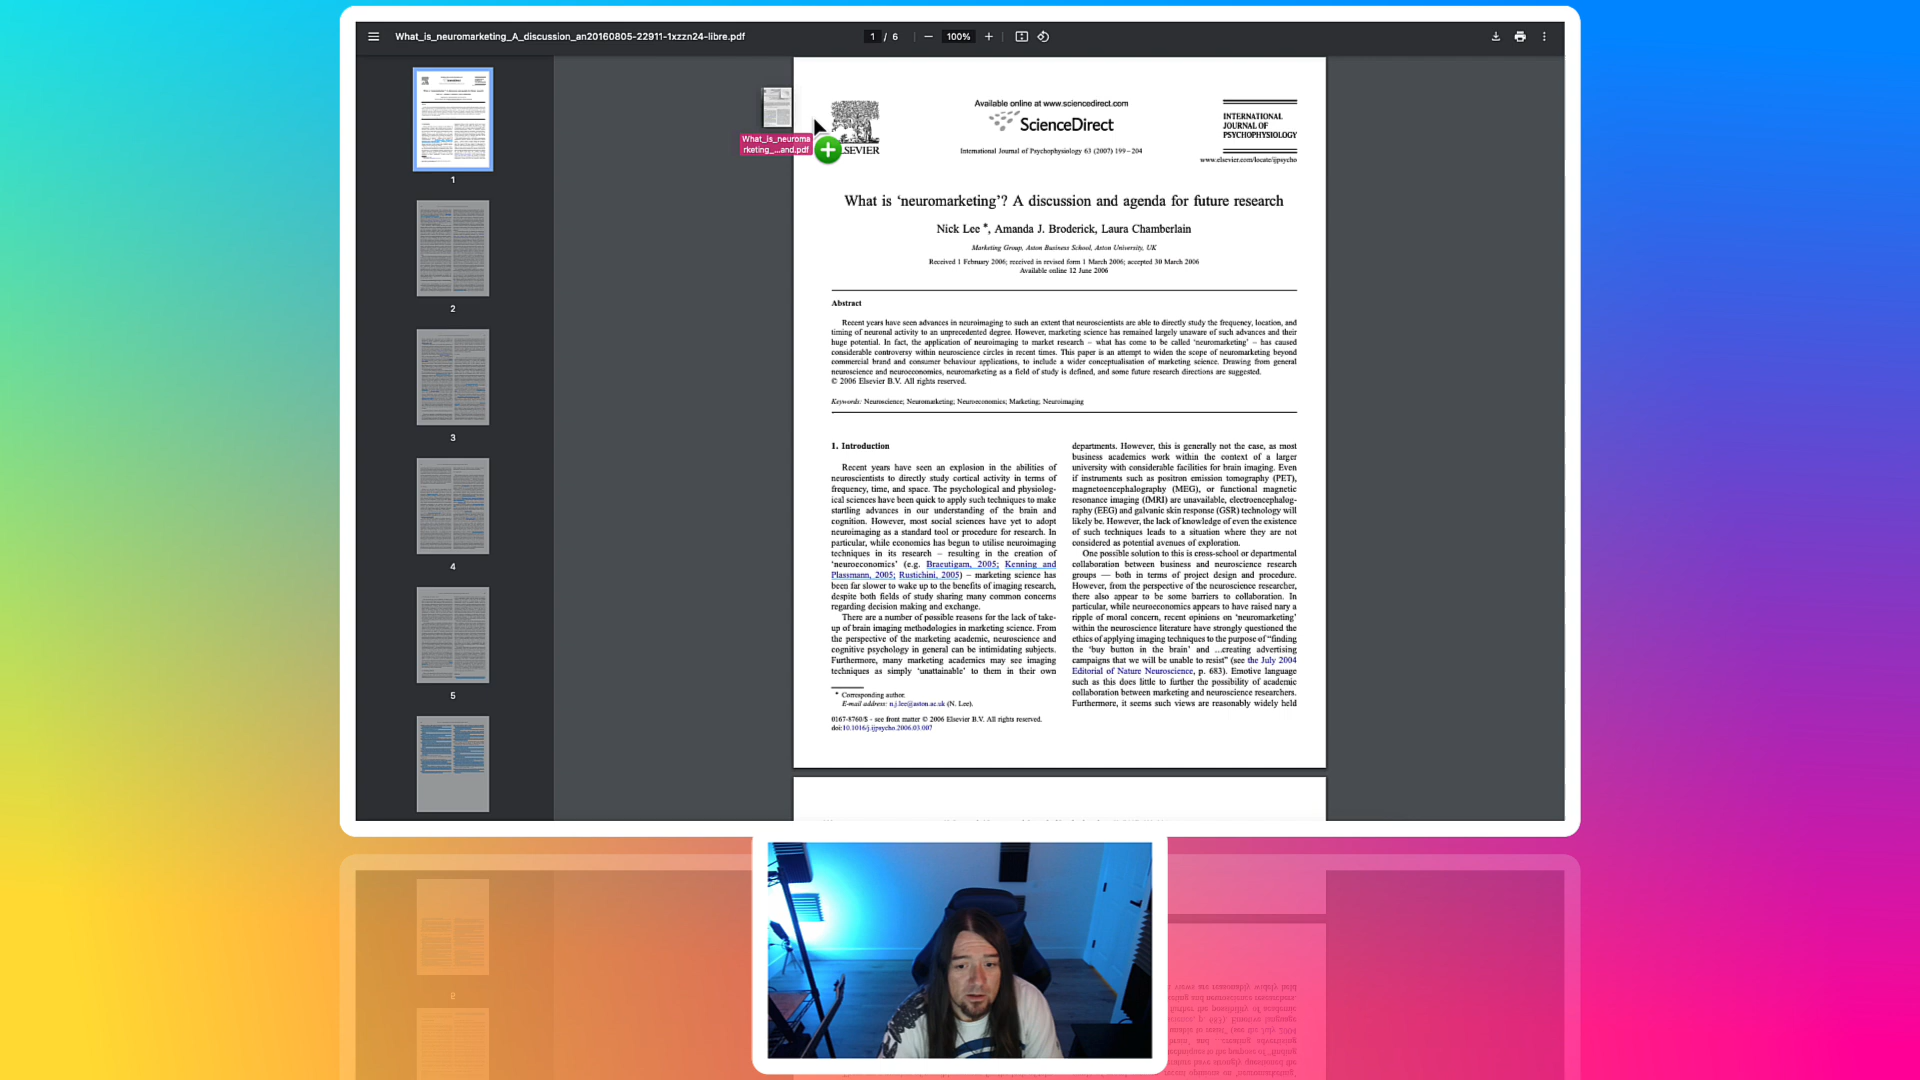 What_is_neuromarketing_A_discussion_an20160805-22911-1xzzn24-libre.pdf
1 / 6
100%
1
2
3
4
5
What_is_neuroma
rketing_...and.pdf
ELSEVIER
Available online at www.sciencedirect.com
ScienceDirect
International Journal of Psychophysiology 63 (2007) 199–204
INTERNATIONAL
JOURNAL OF
PSYCHOPHYSIOLOGY
www.elsevier.com/locate/ijpsycho
What is ‘neuromarketing’? A discussion and agenda for future research
Nick Lee *, Amanda J. Broderick, Laura Chamberlain
Marketing Group, Aston Business School, Aston University, UK
Received 1 February 2006; received in revised form 1 March 2006; accepted 30 March 2006
Available online 12 June 2006
Abstract
Recent years have seen advances in neuroimaging to such an extent that neuroscientists are able to directly study the frequency, location, and
timing of neuronal activity to an unprecedented degree. However, marketing science has remained largely unaware of such advances and their
huge potential. In fact, the application of neuroimaging to market research – what has come to be called ‘neuromarketing’ – has caused
considerable controversy within neuroscience circles in recent times. This paper is an attempt to widen the scope of neuromarketing beyond
commercial brand and consumer behaviour applications, to include a wider conceptualisation of marketing science. Drawing from general
neuroscience and neuroeconomics, neuromarketing as a field of study is defined, and some future research directions are suggested.
© 2006 Elsevier B.V. All rights reserved.
Keywords: Neuroscience; Neuromarketing; Neuroeconomics; Marketing; Neuroimaging
1. Introduction
Recent years have seen an explosion in the abilities of
neuroscientists to directly study cortical activity in terms of
frequency, time, and space. The psychological and physiolog-
ical sciences have been quick to apply such techniques to make
startling advances in our understanding of the brain and
cognition. However, most social sciences have yet to adopt
neuroimaging as a standard tool or procedure for research. In
particular, while economics has begun to utilise neuroimaging
techniques in its research – resulting in the creation of
‘neuroeconomics’ (e.g. Braeutigam, 2005; Kenning and
Plassmann, 2005; Rustichini, 2005) – marketing science has
been far slower to wake up to the benefits of imaging research,
despite both fields of study sharing many common concerns
regarding decision making and exchange.
There are a number of possible reasons for the lack of take-
up of brain imaging methodologies in marketing science. From
the perspective of the marketing academic, neuroscience and
cognitive psychology in general can be intimidating subjects.
Furthermore, many marketing academics may see imaging
techniques as simply ‘unattainable’ to them in their own
* Corresponding author.
E-mail address: n.j.lee@aston.ac.uk (N. Lee).
0167-8760/$ - see front matter © 2006 Elsevier B.V. All rights reserved.
doi:10.1016/j.ijpsycho.2006.03.007
departments. However, this is generally not the case, as most
business academics work within the context of a larger
university with considerable facilities for brain imaging. Even
if instruments such as positron emission tomography (PET),
magnetoencephalography (MEG), or functional magnetic
resonance imaging (fMRI) are unavailable, electroencephalog-
raphy (EEG) and galvanic skin response (GSR) technology will
likely be. However, the lack of knowledge of even the existence
of such techniques leads to a situation where they are not
considered as potential avenues of exploration.
One possible solution to this is cross-school or departmental
collaboration between business and neuroscience research
groups — both in terms of project design and procedure.
However, from the perspective of the neuroscience researcher,
there also appear to be some barriers to collaboration. In
particular, while neuroeconomics appears to have raised nary a
ripple of moral concern, recent opinions on ‘neuromarketing’
within the neuroscience literature have strongly questioned the
ethics of applying imaging techniques to the purpose of “finding
the ‘buy button in the brain’ and ...creating advertising
campaigns that we will be unable to resist” (see the July 2004
Editorial of Nature Neuroscience, p. 683). Emotive language
such as this does little to further the possibility of academic
collaboration between marketing and neuroscience researchers.
Furthermore, it seems such views are reasonably widely held